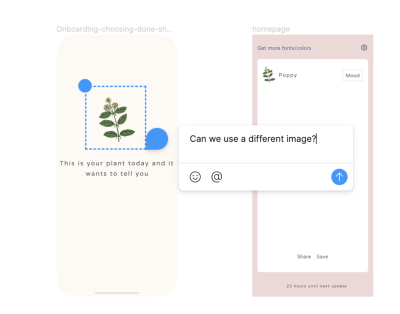 Onboarding-choosing-done-sh...
homepage
Get more fonts/colors
Poppy
Mood
Can we use a different image?
@
This is your plant today and it
wants to tell you
Share Save
23 hours until next update